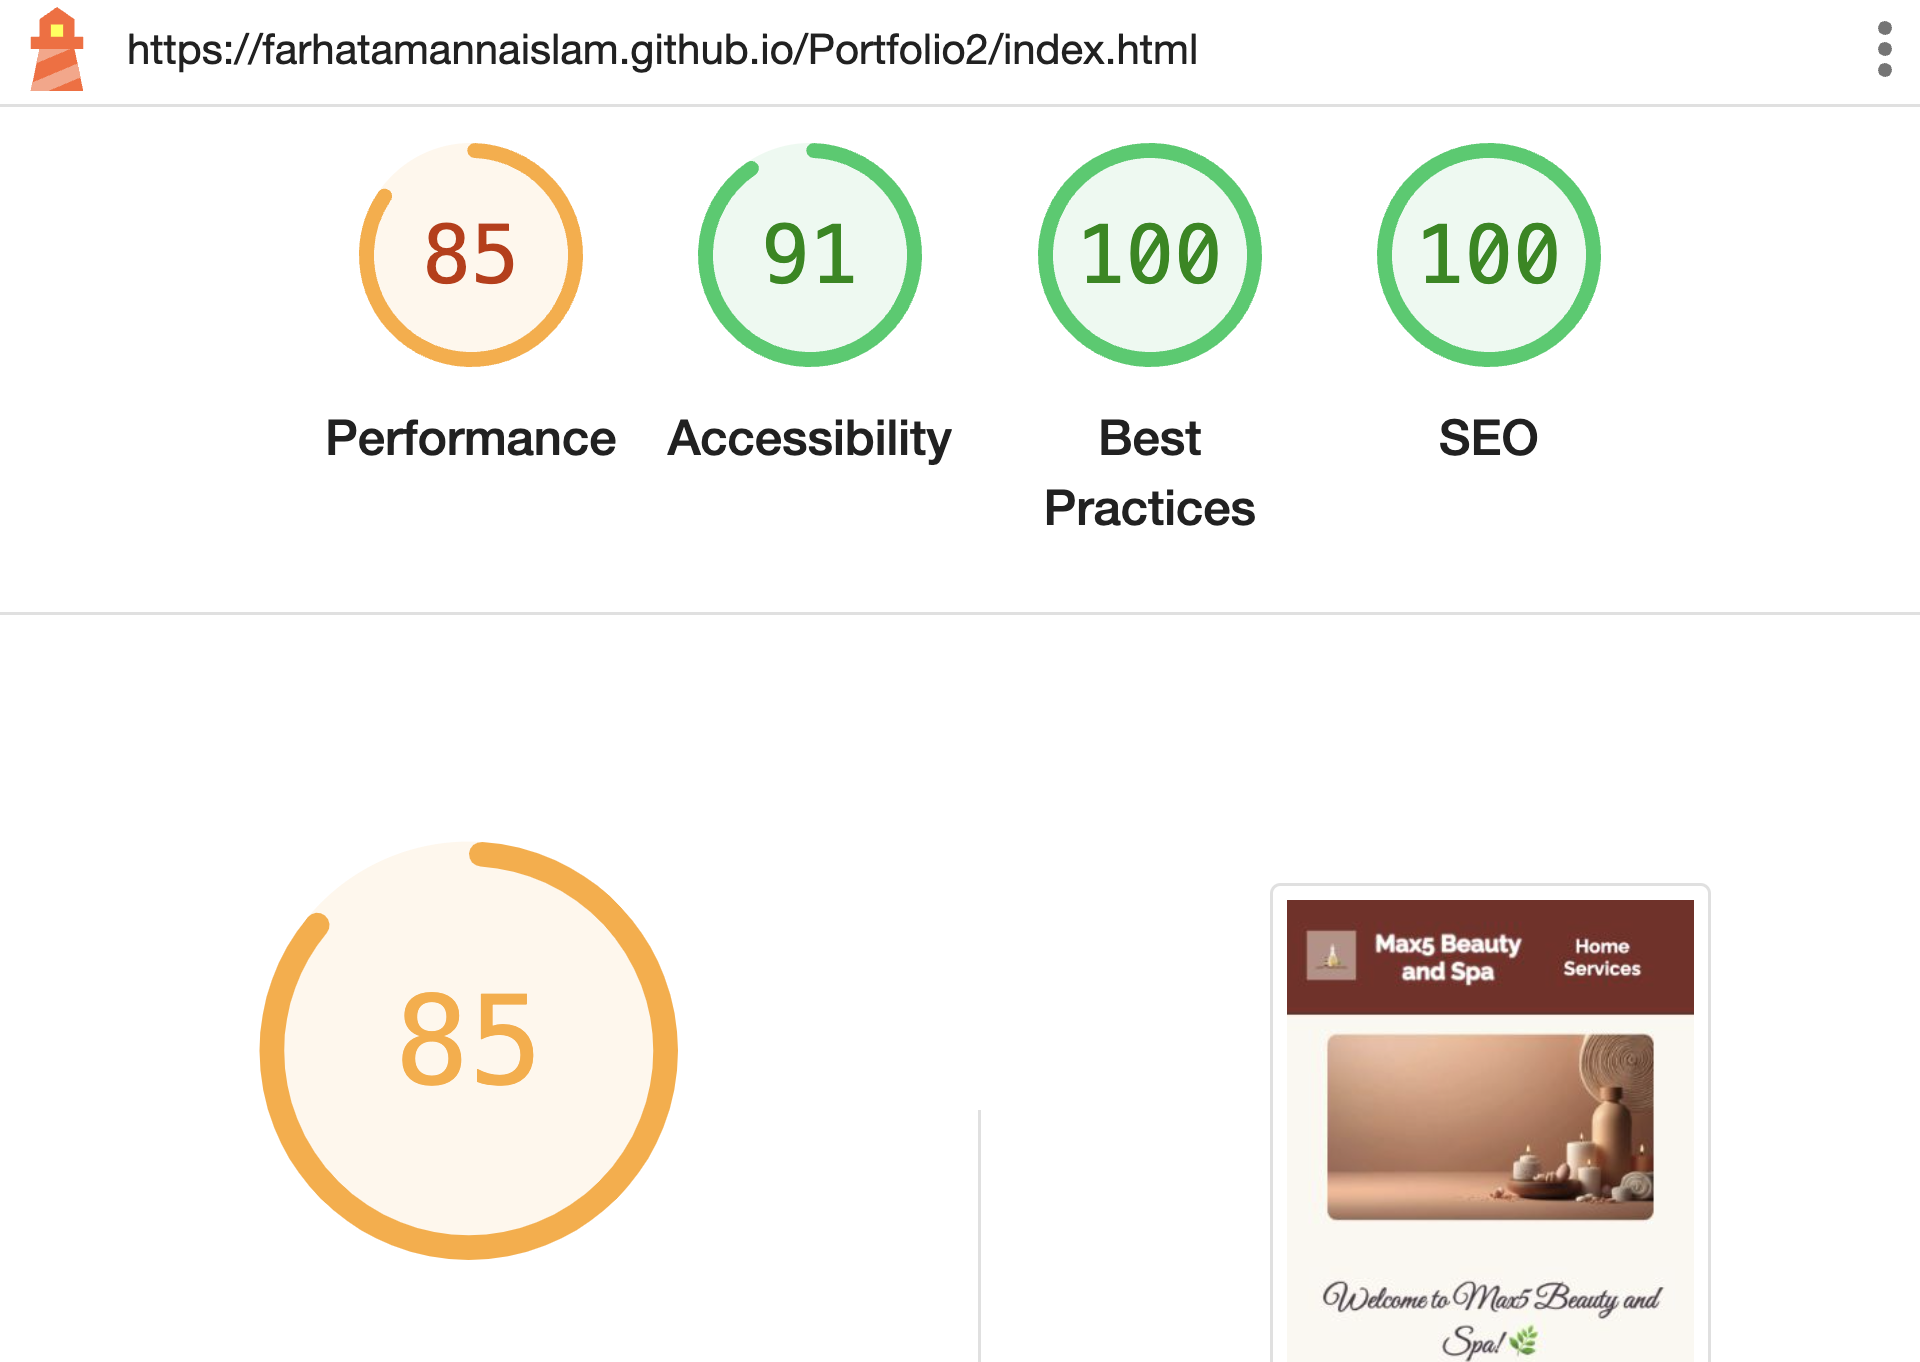 https://farhatamannaislam.github.io/Portfolio2/index.html
85
91
100
100
Performance
Accessibility
Best
Practices
SEO
85
Max5 Beauty
and Spa
Home
Services
Welcome to Max5 Beauty and
Spa! 🌿